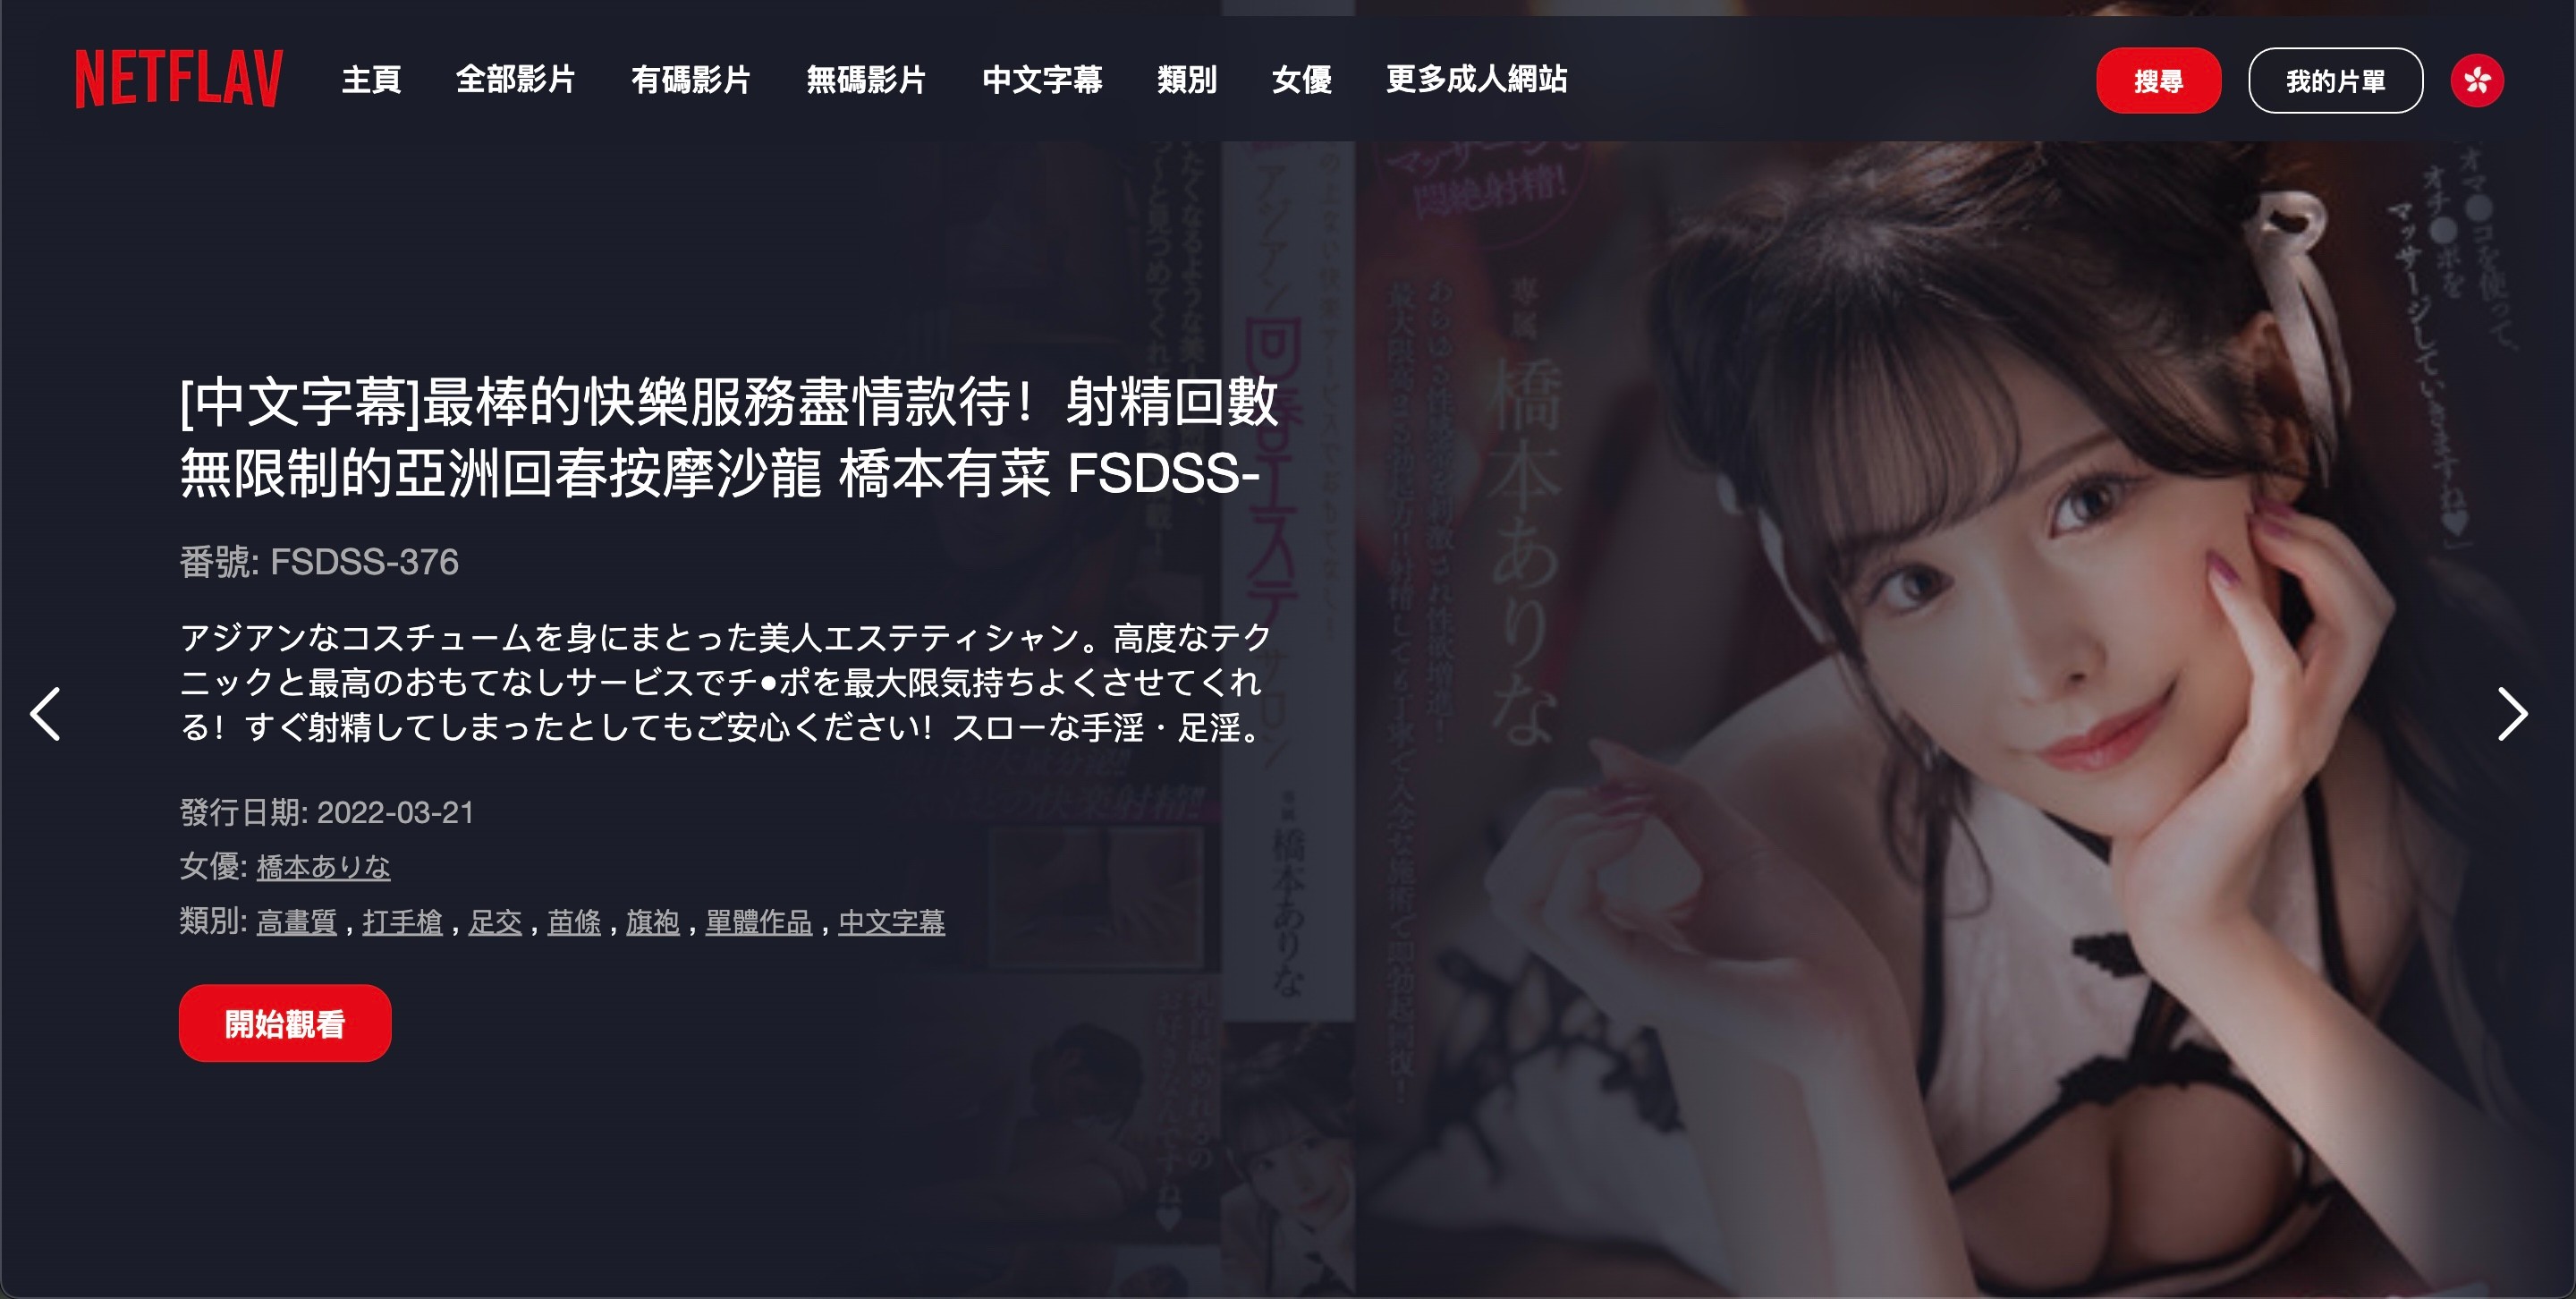 NETFLAV
主頁 全部影片 有碼影片 無碼影片 中文字幕 類別 女優 更多成人網站
搜尋 我的片單
[中文字幕]最棒的快樂服務盡情款待！射精回數
無限制的亞洲回春按摩沙龍 橋本有菜 FSDSS-
番號: FSDSS-376
アジアンなコスチュームを身にまとった美人エステティシャン。高度なテク
ニックと最高のおもてなしサービスでチ●ポを最大限気持ちよくさせてくれ
る！すぐ射精してしまったとしてもご安心ください！スローな手淫・足淫。
發行日期: 2022-03-21
女優: 橋本ありな
類別: 高畫質 , 打手槍 , 足交 , 苗條 , 旗袍 , 單體作品 , 中文字幕
開始觀看
悶絶射精!
専属
橋本ありな
オマ●コを使って、
オチ●ポを
マッサージしていきますね♥」
回春エステ
橋本ありな